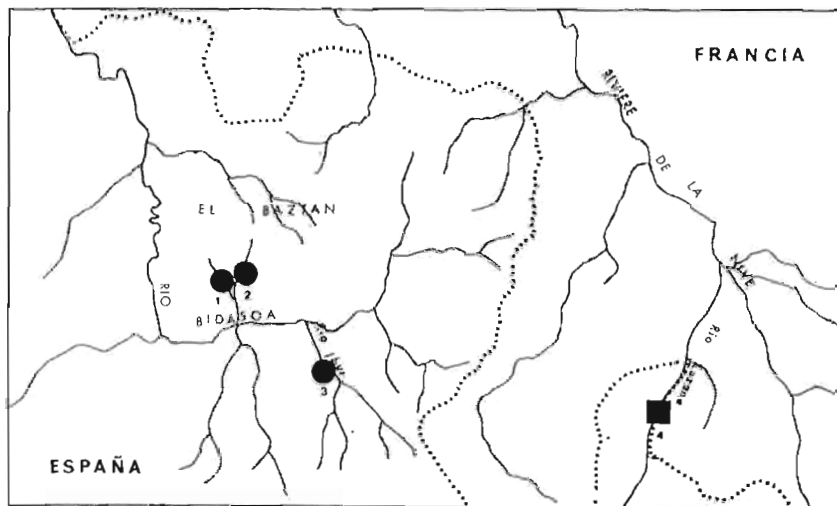 FRANCIA
RIVIERE
DE
LA
NIVE
EL BAZTAN
RIO
BIDASOA
1
2
3
Rio
4
ESPAÑA